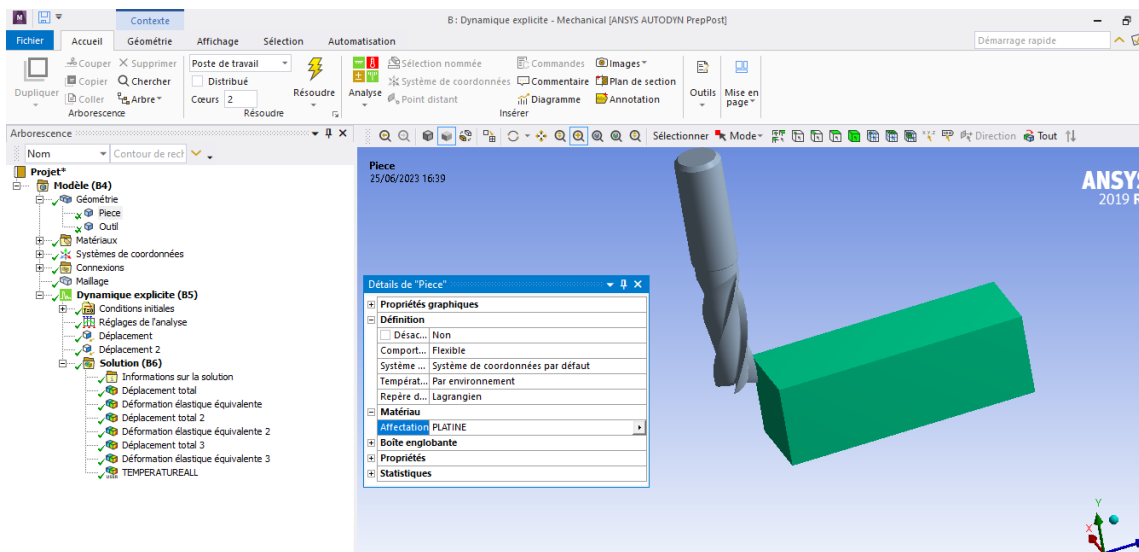 Contexte
B : Dynamique explicite - Mechanical [ANSYS AUTODYN PrepPost]
Fichier Accueil Géométrie Affichage Sélection Automatisation
Démarrage rapide
Dupliquer
Couper Supprimer
Copier Chercher
Coller Arbre
Arborescence
Poste de travail
Distribué
Cœurs 2
Résoudre
Résoudre
Analyse
Sélection nommée Commandes Images
Système de coordonnées Commentaire Plan de section
Point distant Diagramme Annotation
Insérer
Outils
Mise en page
Arborescence
Sélectionner Mode Direction Tout
Nom Contour de recl
Projet*
Modèle (B4)
Géométrie
Piece
Outil
Matériaux
Systèmes de coordonnées
Connexions
Maillage
Dynamique explicite (B5)
Conditions initiales
Réglages de l'analyse
Déplacement
Déplacement 2
Solution (B6)
Informations sur la solution
Déplacement total
Déformation élastique équivalente
Déplacement total 2
Déformation élastique équivalente 2
Déplacement total 3
Déformation élastique équivalente 3
TEMPERATUREALL
Piece
25/06/2023 16:39
ANSYS
2019 R
Détails de "Piece"
Propriétés graphiques
Définition
Désac... Non
Comport... Flexible
Système ... Système de coordonnées par défaut
Températ... Par environnement
Repère d... Lagrangien
Matériau
Affectation PLATINE
Boîte englobante
Propriétés
Statistiques
Y
X